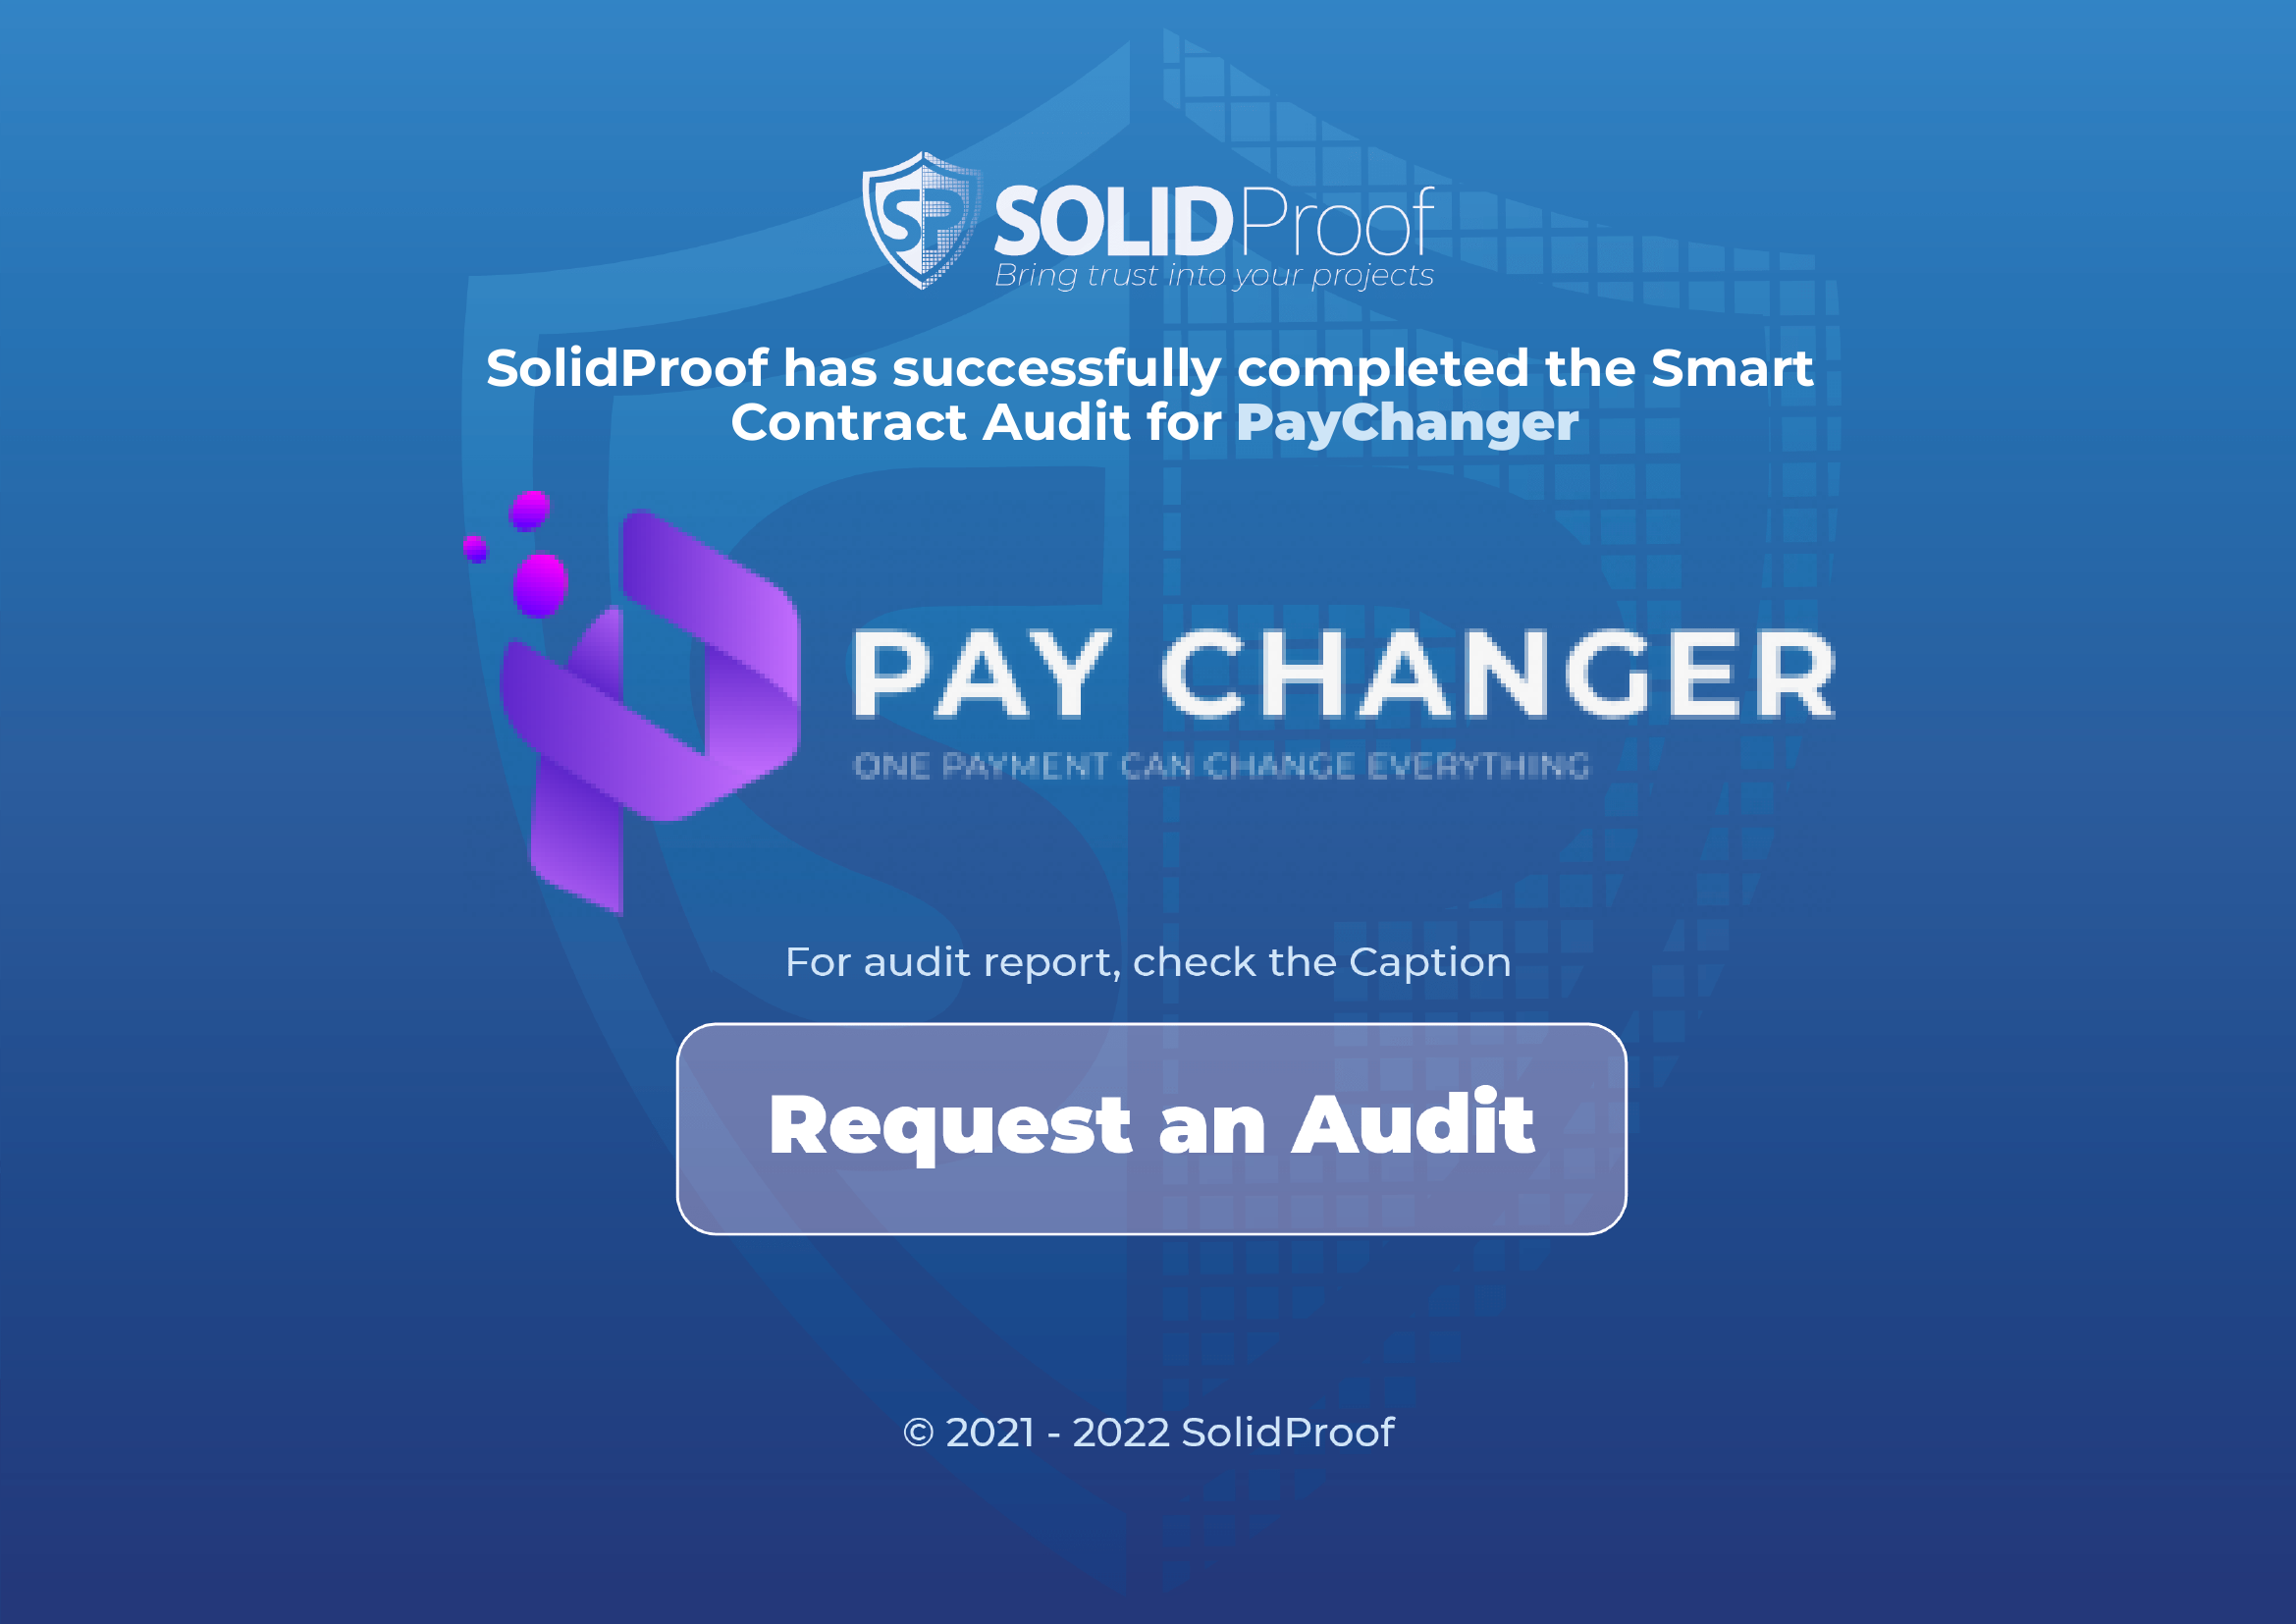 SP SOLIDProof
Bring trust into your projects
SolidProof has successfully completed the Smart
Contract Audit for PayChanger
PAY CHANGER
ONE PAYMENT CAN CHANGE EVERYTHING
For audit report, check the Caption
Request an Audit
© 2021 - 2022 SolidProof